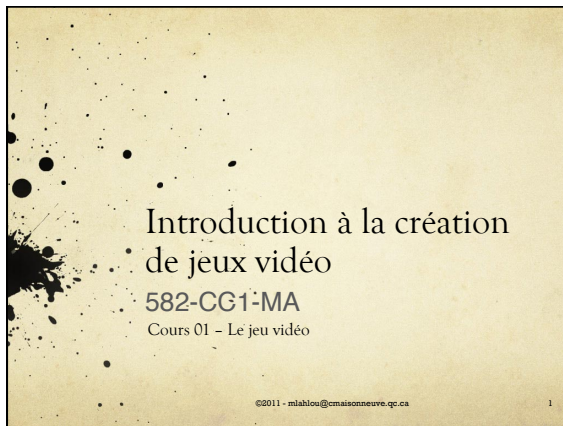 Introduction à la création
de jeux vidéo
582-CG1-MA
Cours 01 – Le jeu vidéo
©2011 - mlahlou@cmaisonneuve.qc.ca
1